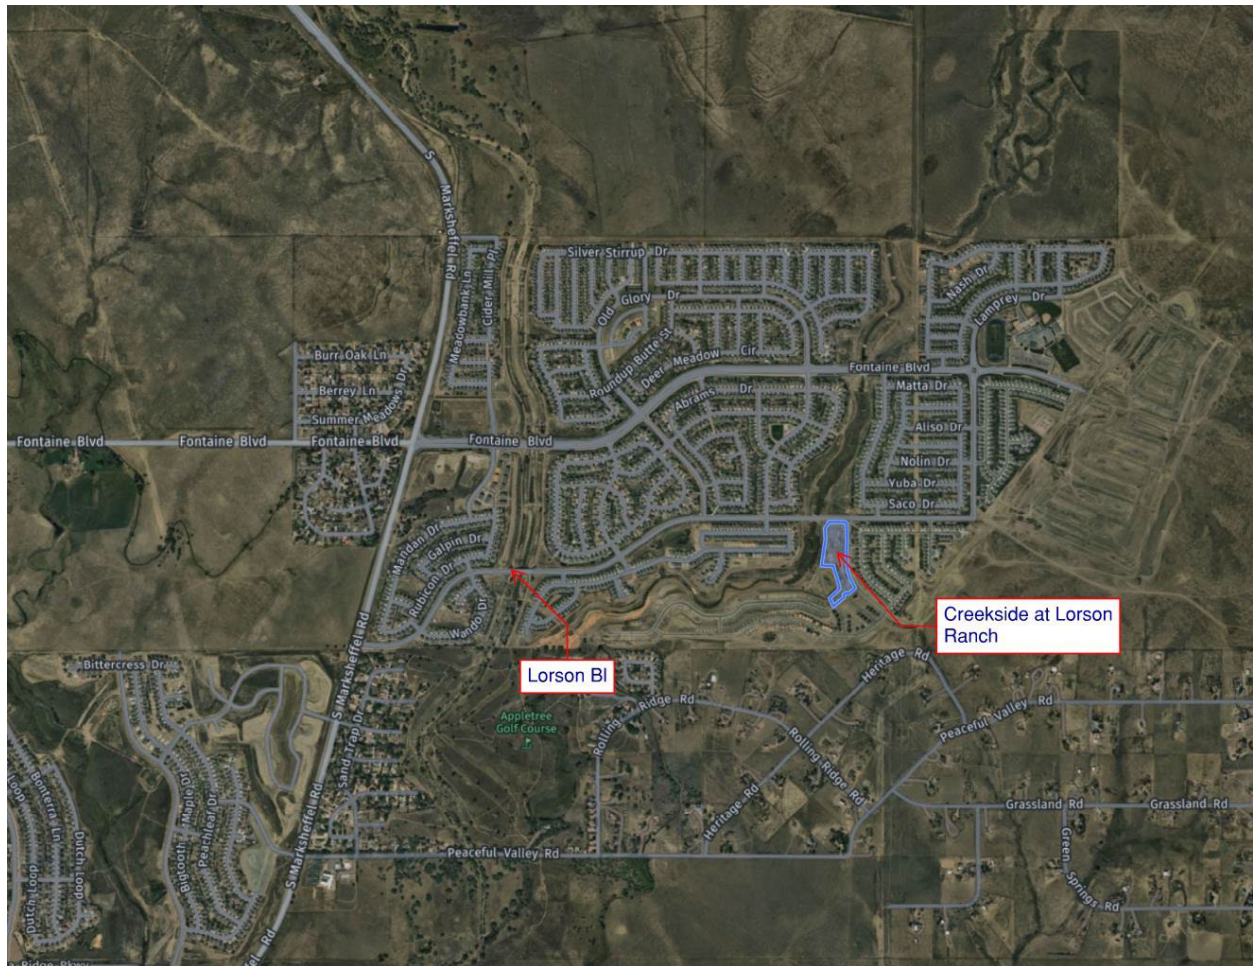 S
Marksheffel Rd
Silver Stirrup Dr
Meadowbank Ln
Cider Mill Pl
Old Glory Dr
Nash Dr
Lamprey Dr
Burr Oak Ln
Roundup Butte St
Deer Meadow Cir
Fontaine Blvd
Berrey Ln
Abrams Dr
Matta Dr
Summer Meadows Dr
Aliso Dr
Fontaine Blvd
Fontaine Blvd
Fontaine Blvd
Fontaine Blvd
Nolin Dr
Yuba Dr
Saco Dr
Mandan Dr
Galpin Dr
Rubicon Dr
Wando Dr
Creekside at Lorson
Ranch
S Marksheffel Rd
Lorson Bl
Bittercress Dr
Heritage Rd
Rolling Ridge Rd
Peaceful Valley Rd
Appletree
Golf Course
Sand Trap Dr
Rolling Ridge Rd
Bonterra Ln
Loop
Bigtooth Maple Dr
Peachleaf Dr
S Marksheffel Rd
Heritage Rd
Grassland Rd
Grassland Rd
Dutch Loop
Peaceful Valley Rd
Green Springs Rd
Dutch Loop
fel Rd
Ridge Pkwy